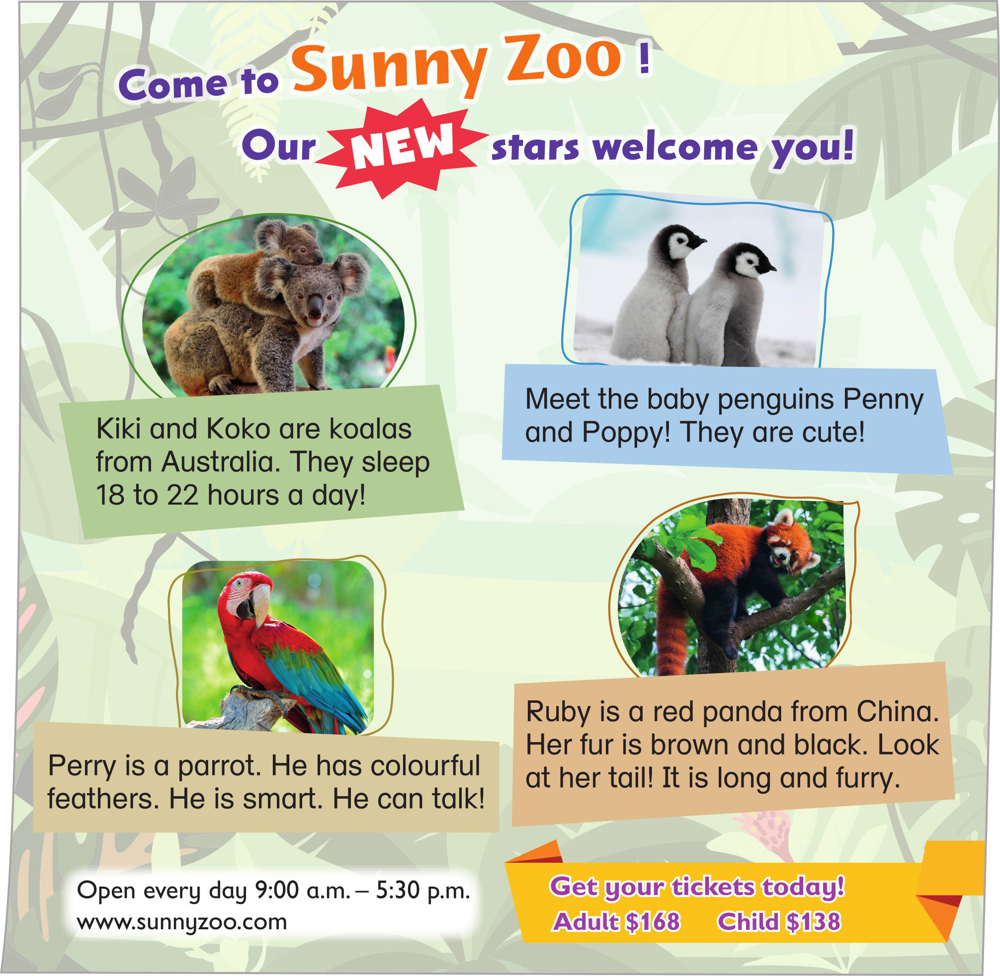 Come to Sunny Zoo !
Our NEW stars welcome you!
Kiki and Koko are koalas
from Australia. They sleep
18 to 22 hours a day!
Meet the baby penguins Penny
and Poppy! They are cute!
Perry is a parrot. He has colourful
feathers. He is smart. He can talk!
Ruby is a red panda from China.
Her fur is brown and black. Look
at her tail! It is long and furry.
Open every day 9:00 a.m. – 5:30 p.m.
www.sunnyzoo.com
Get your tickets today!
Adult $168 Child $138